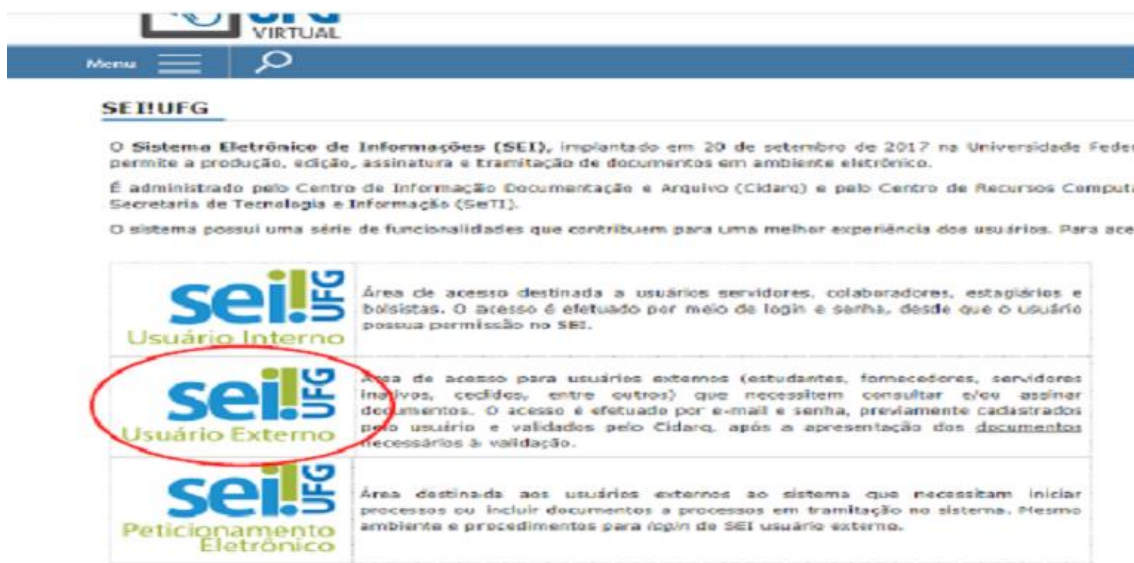 VIRTUAL
Menu
SEI!UFG
O Sistema Eletrônico de Informações (SEI), implantado em 20 de setembro de 2017 na Universidade Feder
permite a produção, edição, assinatura e tramitação de documentos em ambiente eletrônico.
É administrado pelo Centro de Informação Documentação e Arquivo (Cidarq) e pelo Centro de Recursos Computa
Secretaria de Tecnologia e Informação (SeTI).
O sistema possui uma série de funcionalidades que contribuem para uma melhor experiência dos usuários. Para ace
sei! UFG
Usuário Interno
Área de acesso destinada a usuários servidores, colaboradores, estagiários e
bolsistas. O acesso é efetuado por meio de login e senha, desde que o usuário
possua permissão no SEI.
sei! UFG
Usuário Externo
Área de acesso para usuários externos (estudantes, fornecedores, servidores
inativos, cedidos, entre outros) que necessitem consultar e/ou assinar
documentos. O acesso é efetuado por e-mail e senha, previamente cadastrados
pelo usuário e validados pelo Cidarq, após a apresentação dos documentos
necessários à validação.
sei! UFG
Peticionamento
Eletrônico
Área destinada aos usuários externos ao sistema que necessitam iniciar
processos ou incluir documentos a processos em tramitação no sistema. Mesmo
ambiente e procedimentos para login de SEI usuário externo.